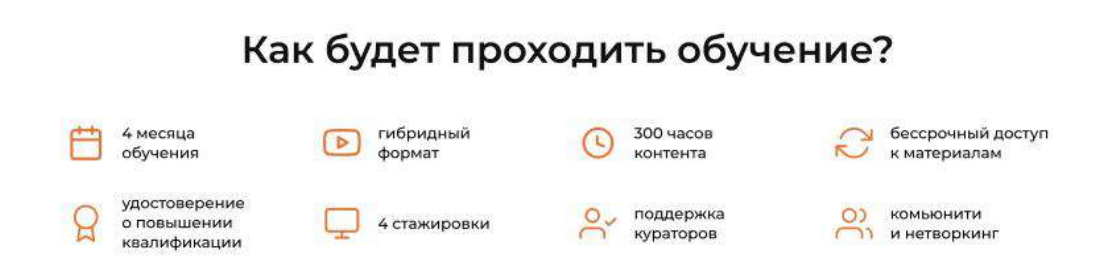 Как будет проходить обучение?
4 месяца
обучения
гибридный
формат
300 часов
контента
бессрочный доступ
к материалам
удостоверение
о повышении
квалификации
4 стажировки
поддержка
кураторов
комьюнити
и нетворкинг